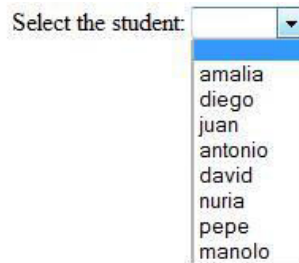 Select the student:
amalia
diego
juan
antonio
david
nuria
pepe
manolo